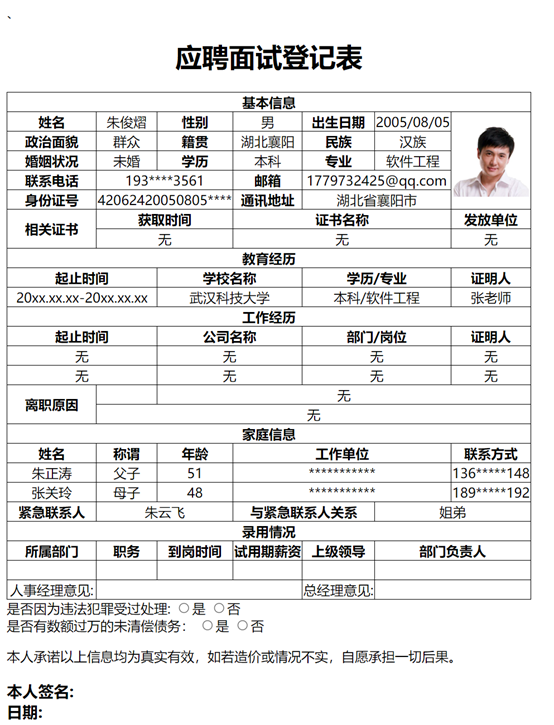 、
应聘面试登记表
基本信息
姓名 朱俊熠 性别 男 出生日期 2005/08/05
政治面貌 群众 籍贯 湖北襄阳 民族 汉族
婚姻状况 未婚 学历 本科 专业 软件工程
联系电话 193****3561 邮箱 1779732425@qq.com
身份证号 42062420050805**** 通讯地址 湖北省襄阳市
相关证书 获取时间 证书名称 发放单位
无 无 无
教育经历
起止时间 学校名称 学历/专业 证明人
20xx.xx.xx-20xx.xx.xx 武汉科技大学 本科/软件工程 张老师
工作经历
起止时间 公司名称 部门/岗位 证明人
无 无 无 无
无 无 无 无
离职原因 无
无
家庭信息
姓名 称谓 年龄 工作单位 联系方式
朱正涛 父子 51 *********** 136*****148
张关玲 母子 48 *********** 189*****192
紧急联系人 朱云飞 与紧急联系人关系 姐弟
录用情况
所属部门 职务 到岗时间 试用期薪资 上级领导 部门负责人
人事经理意见: 总经理意见:
是否因为违法犯罪受过处理: 是 否
是否有数额过万的未清偿债务： 是 否
本人承诺以上信息均为真实有效，如若造价或情况不实，自愿承担一切后果。
本人签名:
日期: